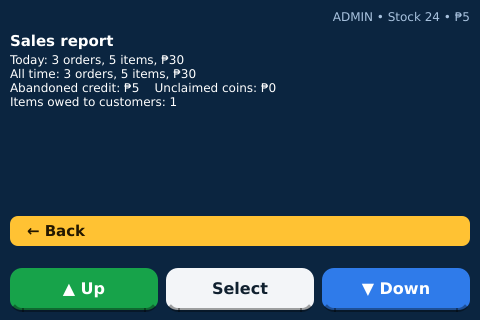 ADMIN • Stock 24 • ₱5
Sales report
Today: 3 orders, 5 items, ₱30
All time: 3 orders, 5 items, ₱30
Abandoned credit: ₱5    Unclaimed coins: ₱0
Items owed to customers: 1
← Back
▲ Up
Select
▼ Down